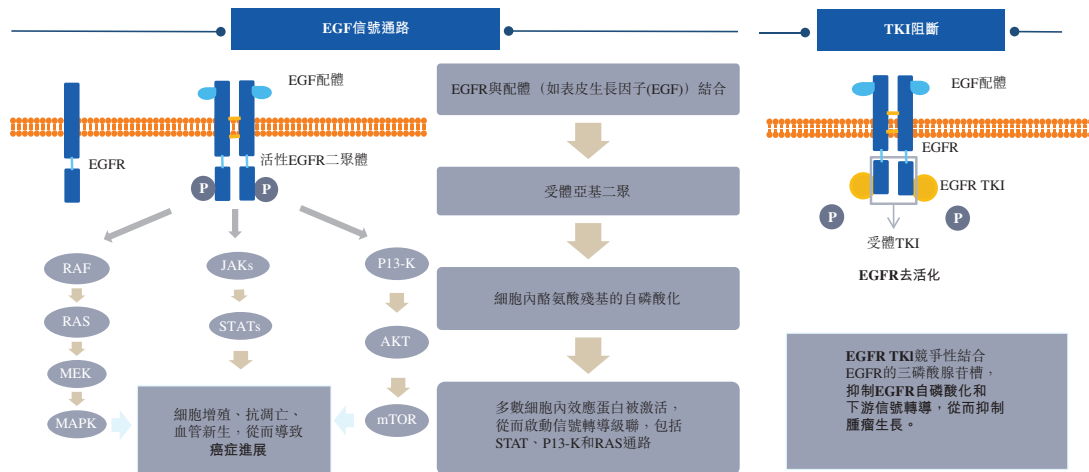 EGF信號通路
EGF配體
EGFR
活性EGFR二聚體
P
P
RAF
RAS
MEK
MAPK
JAKs
STATs
P13-K
AKT
mTOR
細胞增殖、抗凋亡、
血管新生，從而導致
癌症進展
EGFR與配體（如表皮生長因子(EGF)）結合
受體亞基二聚
細胞內酪氨酸殘基的自磷酸化
多數細胞內效應蛋白被激活，
從而啟動信號轉導級聯，包括
STAT、P13-K和RAS通路
TKI阻斷
EGF配體
EGFR
EGFR TKI
P
P
受體TKI
EGFR去活化
EGFR TKI競爭性結合
EGFR的三磷酸腺苷槽，
抑制EGFR自磷酸化和
下游信號轉導，從而抑制
腫瘤生長。